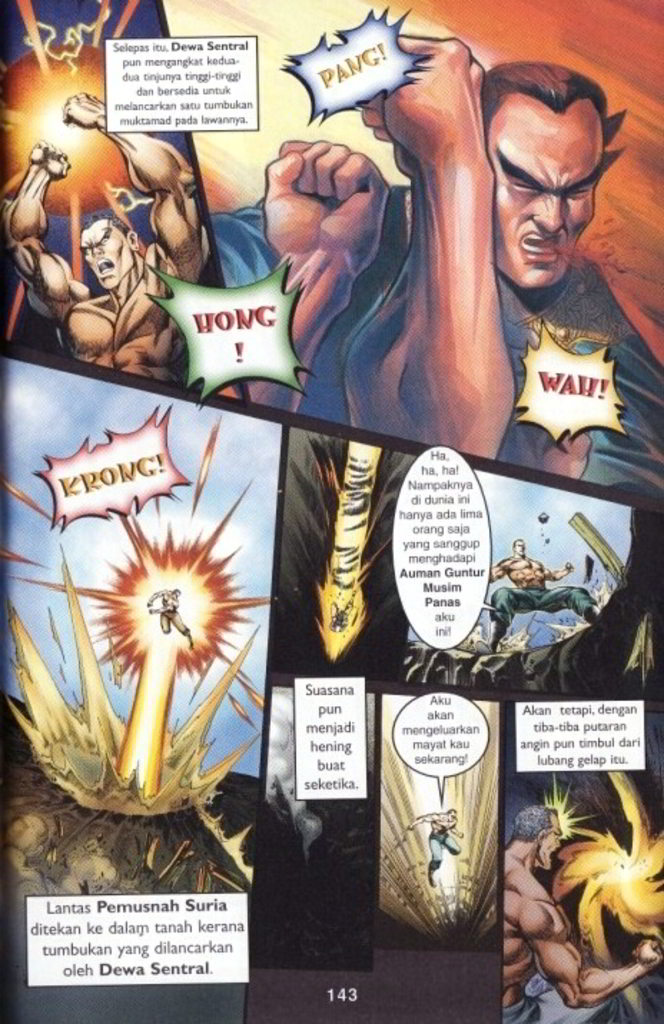 Selepas itu, Dewa Sentral
pun mengangkat kedua-
dua tinjunya tinggi-tinggi
dan bersedia untuk
melancarkan satu tumbukan
muktamad pada lawannya.
PANG!
HONG
!
WAH!
KRONG!
Ha,
ha, ha!
Nampaknya
di dunia ini
hanya ada lima
orang saja
yang sanggup
menghadapi
Auman Guntur
Musim
Panas
aku
ini!
Lantas Pemusnah Suria
ditekan ke dalam tanah kerana
tumbukan yang dilancarkan
oleh Dewa Sentral.
Suasana
pun
menjadi
hening
buat
seketika.
Aku
akan
mengeluarkan
mayat kau
sekarang!
Akan tetapi, dengan
tiba-tiba putaran
angin pun timbul dari
lubang gelap itu.
143